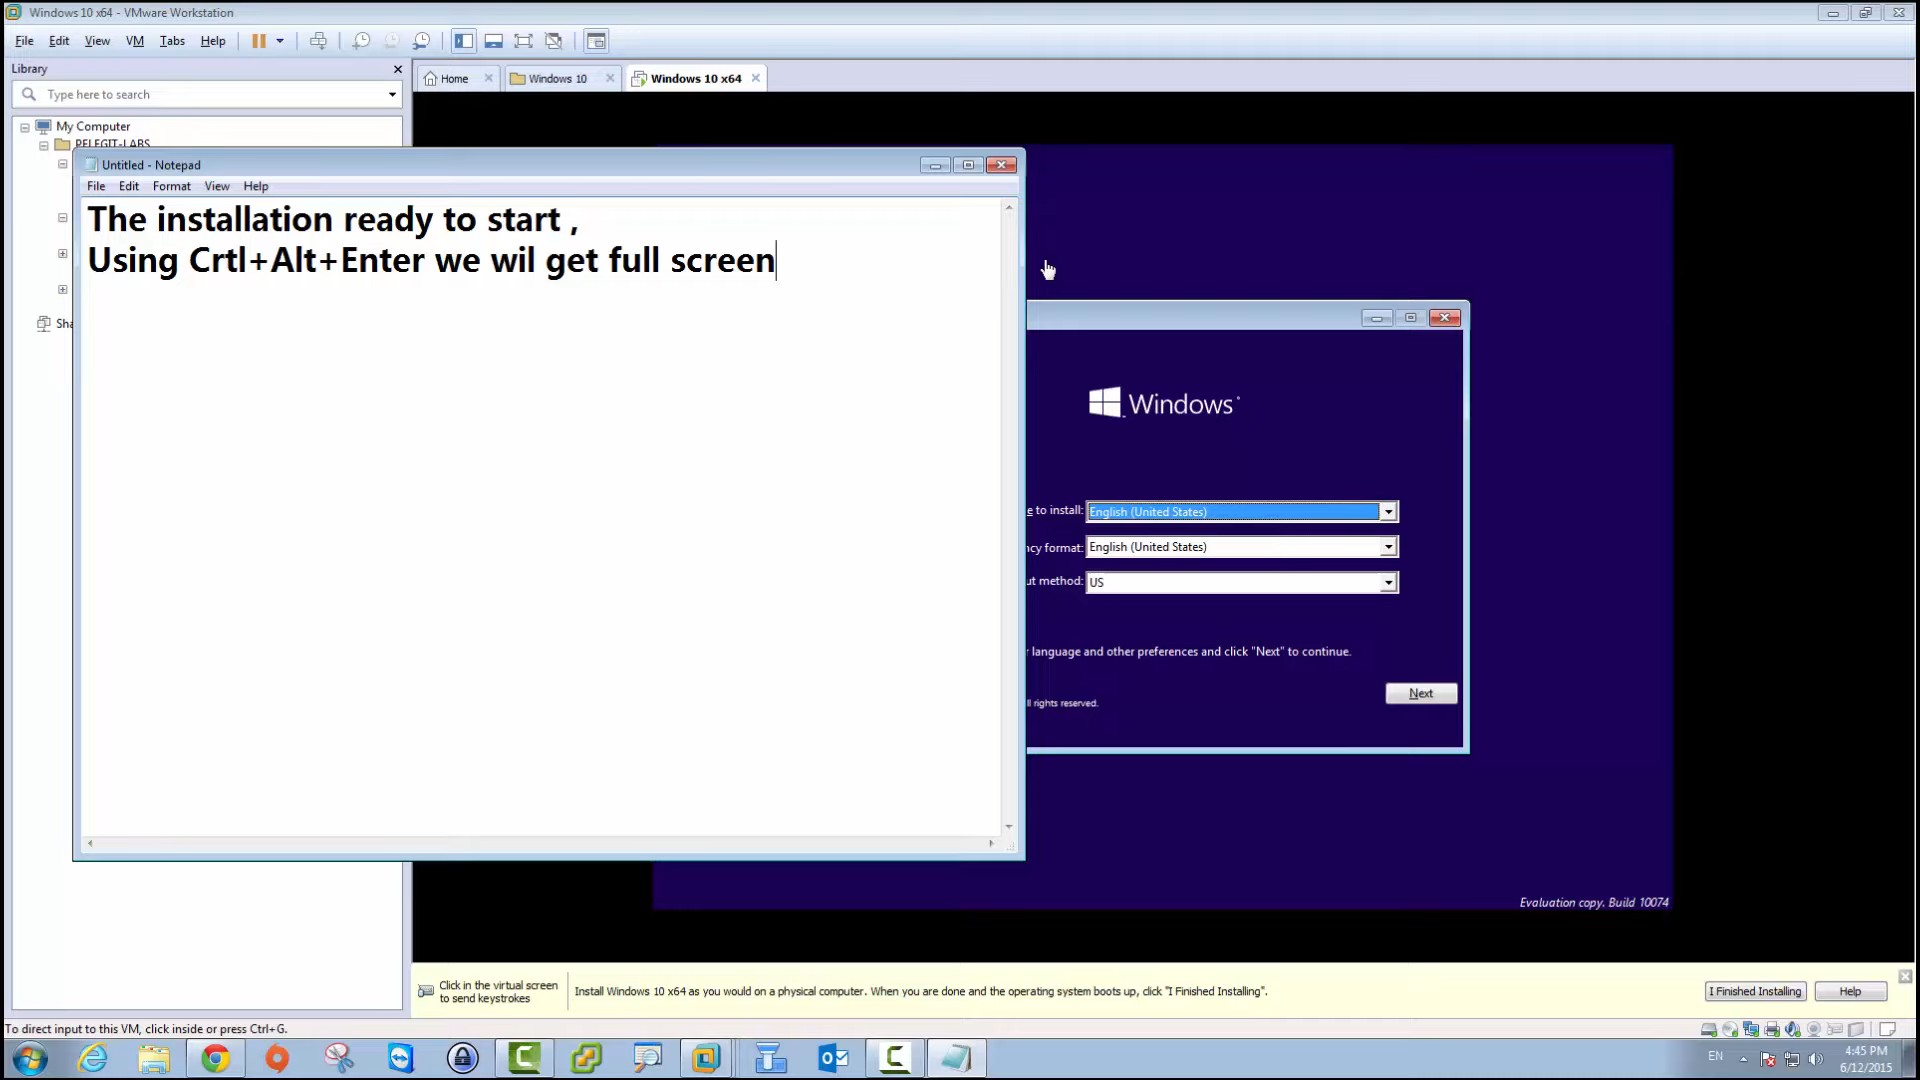 Windows 10 x64 - VMware Workstation
File Edit View VM Tabs Help
Library
Type here to search
Home
Windows 10
Windows 10 x64
My Computer
PELEGIT-LABS
Sha
Untitled - Notepad
File Edit Format View Help
The installation ready to start ,
Using Crtl+Alt+Enter we wil get full screen
Windows
e to install: English (United States)
ncy format: English (United States)
ut method: US
r language and other preferences and click "Next" to continue.
Next
ll rights reserved.
Evaluation copy. Build 10074
Click in the virtual screen
to send keystrokes
Install Windows 10 x64 as you would on a physical computer. When you are done and the operating system boots up, click "I Finished Installing".
I Finished Installing
Help
To direct input to this VM, click inside or press Ctrl+G.
EN
4:45 PM
6/12/2015